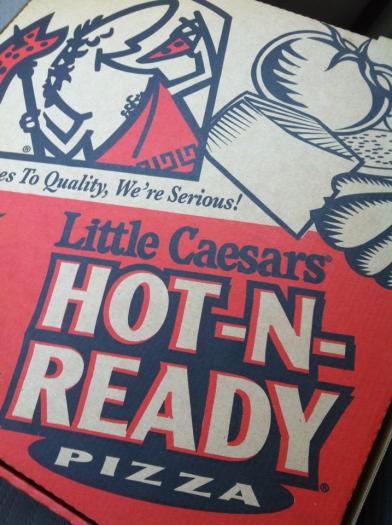 es To Quality, We're Serious!
Little Caesars®
HOT-N-
READY
PIZZA®